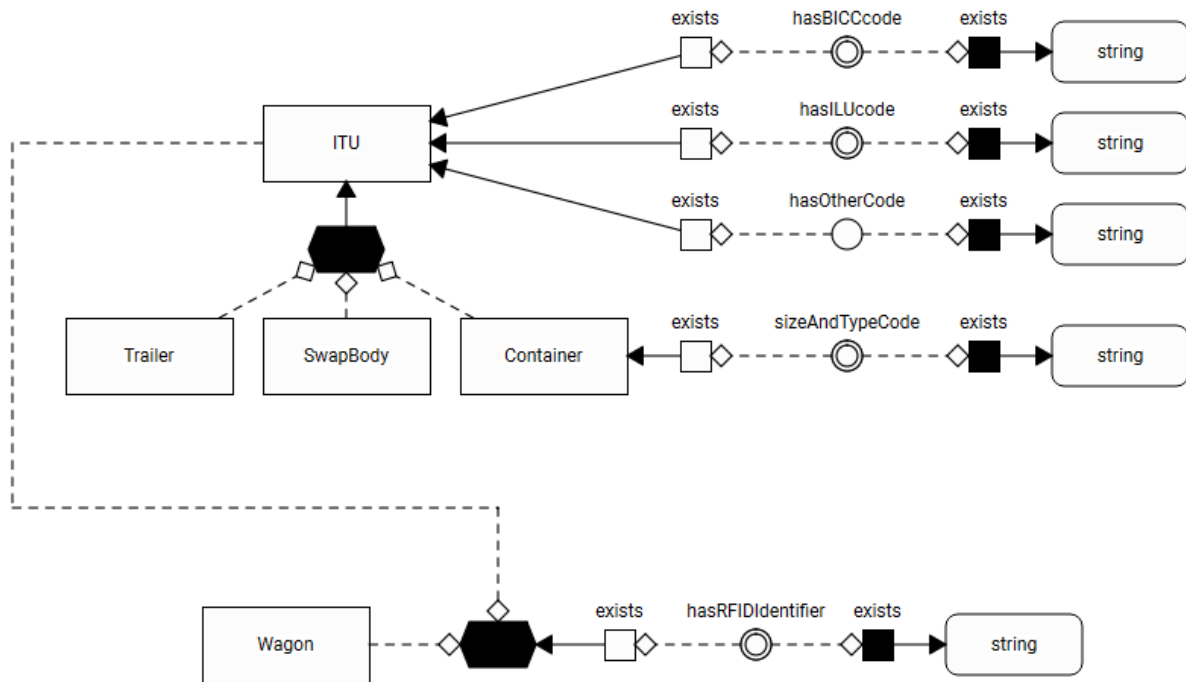 exists hasBICCcode exists
string
exists hasILUcode exists
ITU string
exists hasOtherCode exists
string
exists sizeAndTypeCode exists
Trailer SwapBody Container string
exists hasRFIDIdentifier exists
Wagon string